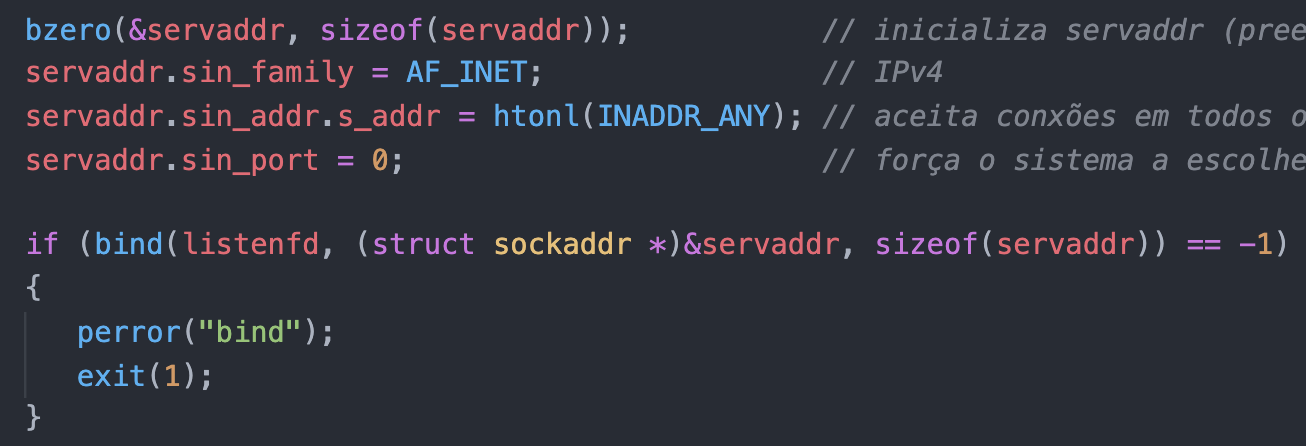 bzero(&servaddr, sizeof(servaddr)); // inicializa servaddr (pree
servaddr.sin_family = AF_INET; // IPv4
servaddr.sin_addr.s_addr = htonl(INADDR_ANY); // aceita conxões em todos o
servaddr.sin_port = 0; // força o sistema a escolhe
if (bind(listenfd, (struct sockaddr *)&servaddr, sizeof(servaddr)) == -1)
{
perror("bind");
exit(1);
}